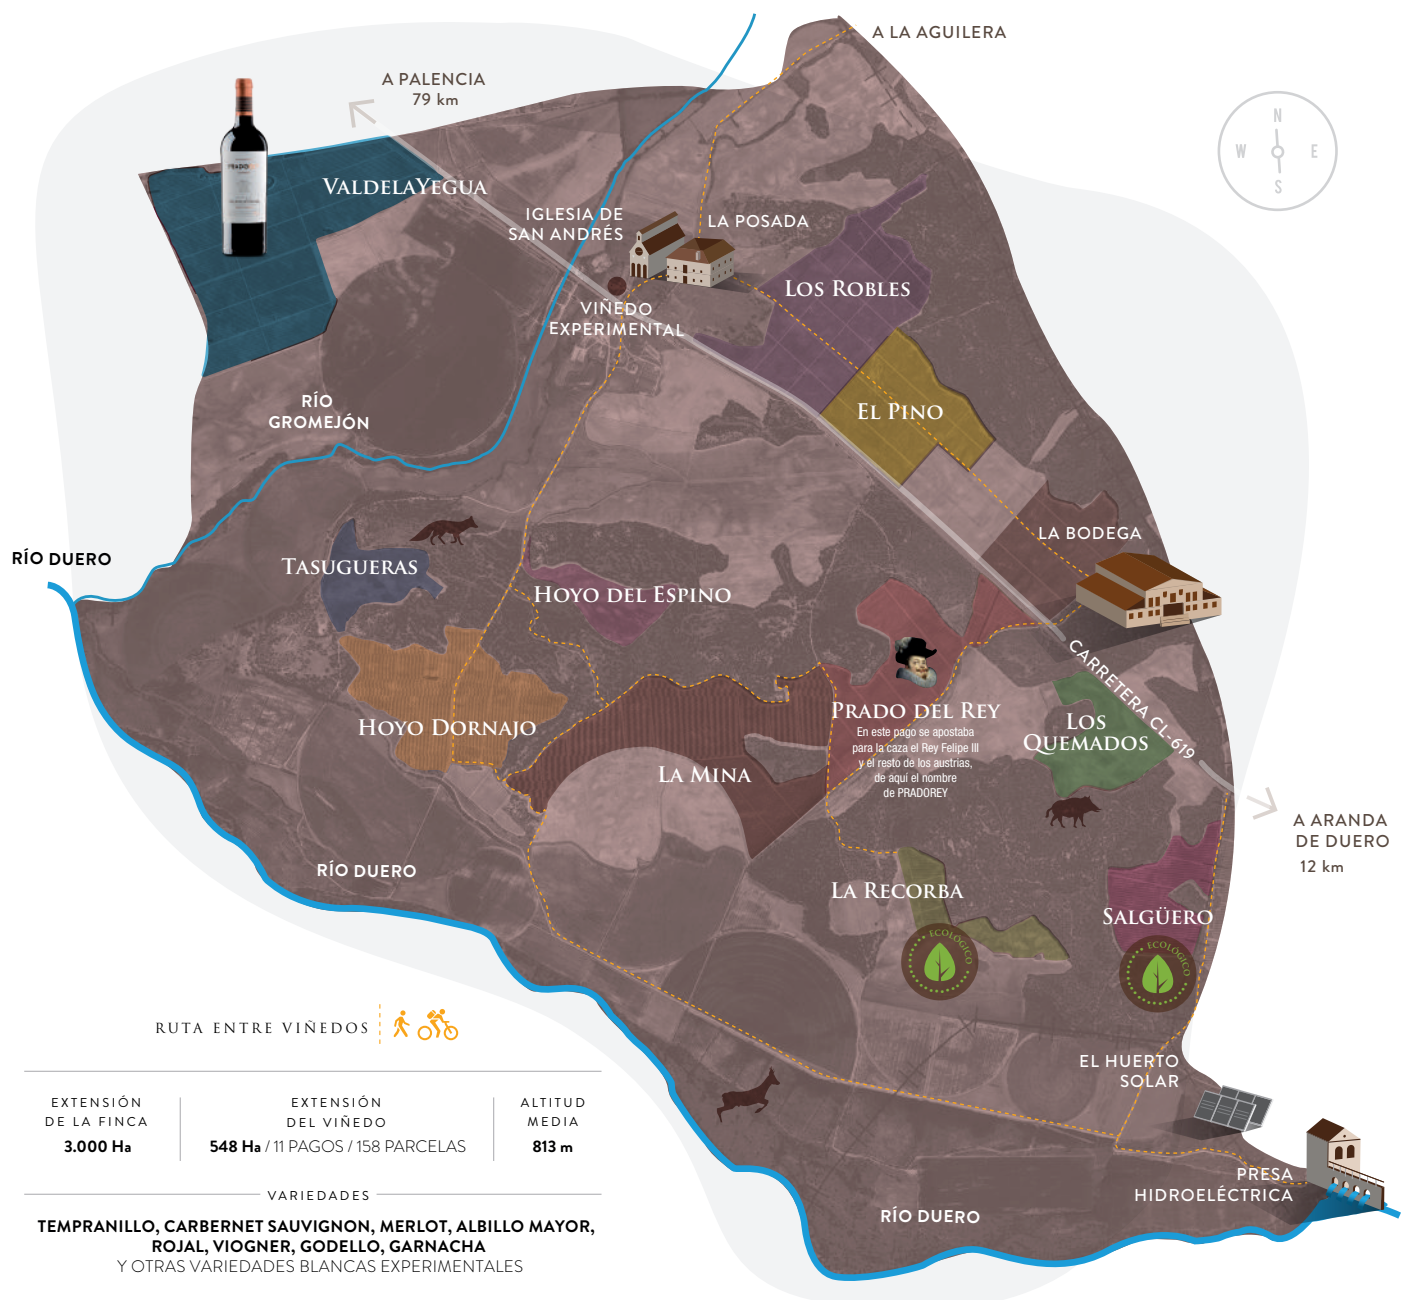 A LA AGUILERA
A PALENCIA
79 km
N
W
E
S
PRADOREY
VALDELAYEGUA
IGLESIA DE
SAN ANDRÉS
LA POSADA
LOS ROBLES
VIÑEDO
EXPERIMENTAL
EL PINO
RÍO
GROMEJÓN
LA BODEGA
RÍO DUERO
TASUGUERAS
HOYO DEL ESPINO
CARRETERA CL-619
PRADO DEL REY
En este pago se apostaba
para la caza el Rey Felipe III
y el resto de los austrias,
de aquí el nombre
de PRADOREY
LOS
QUEMADOS
HOYO DORNAJO
LA MINA
A ARANDA
DE DUERO
12 km
RÍO DUERO
LA RECORBA
ECOLÓGICO
SALGÜERO
ECOLÓGICO
RUTA ENTRE VIÑEDOS
EL HUERTO
SOLAR
PRESA
HIDROELÉCTRICA
RÍO DUERO
EXTENSIÓN
DE LA FINCA
3.000 Ha
EXTENSIÓN
DEL VIÑEDO
548 Ha / 11 PAGOS / 158 PARCELAS
ALTITUD
MEDIA
813 m
VARIEDADES
TEMPRANILLO, CARBERNET SAUVIGNON, MERLOT, ALBILLO MAYOR,
ROJAL, VIOGNER, GODELLO, GARNACHA
Y OTRAS VARIEDADES BLANCAS EXPERIMENTALES